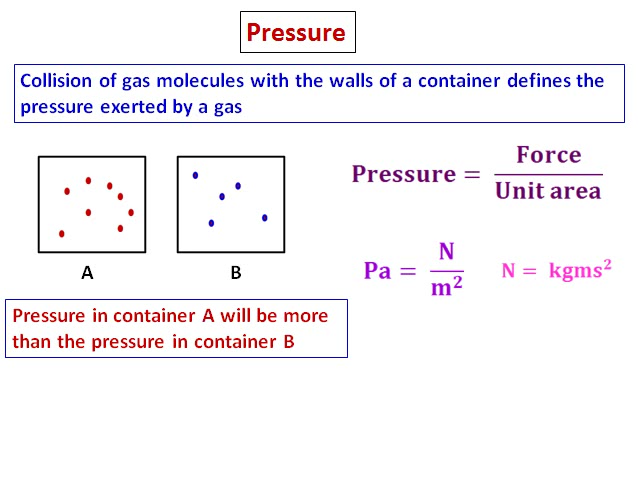 Pressure
Collision of gas molecules with the walls of a container defines the
pressure exerted by a gas
A
B
Pressure in container A will be more
than the pressure in container B
Pressure = Force / Unit area
Pa = N / m²
N = kgms²